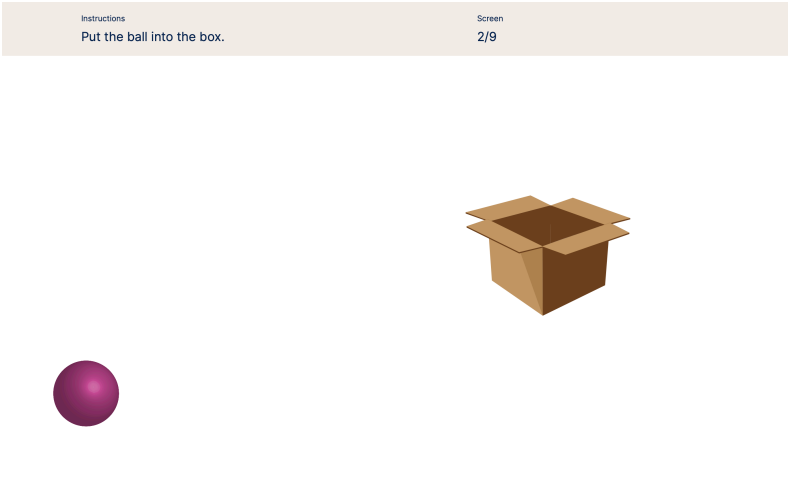 Instructions
Put the ball into the box.
Screen
2/9